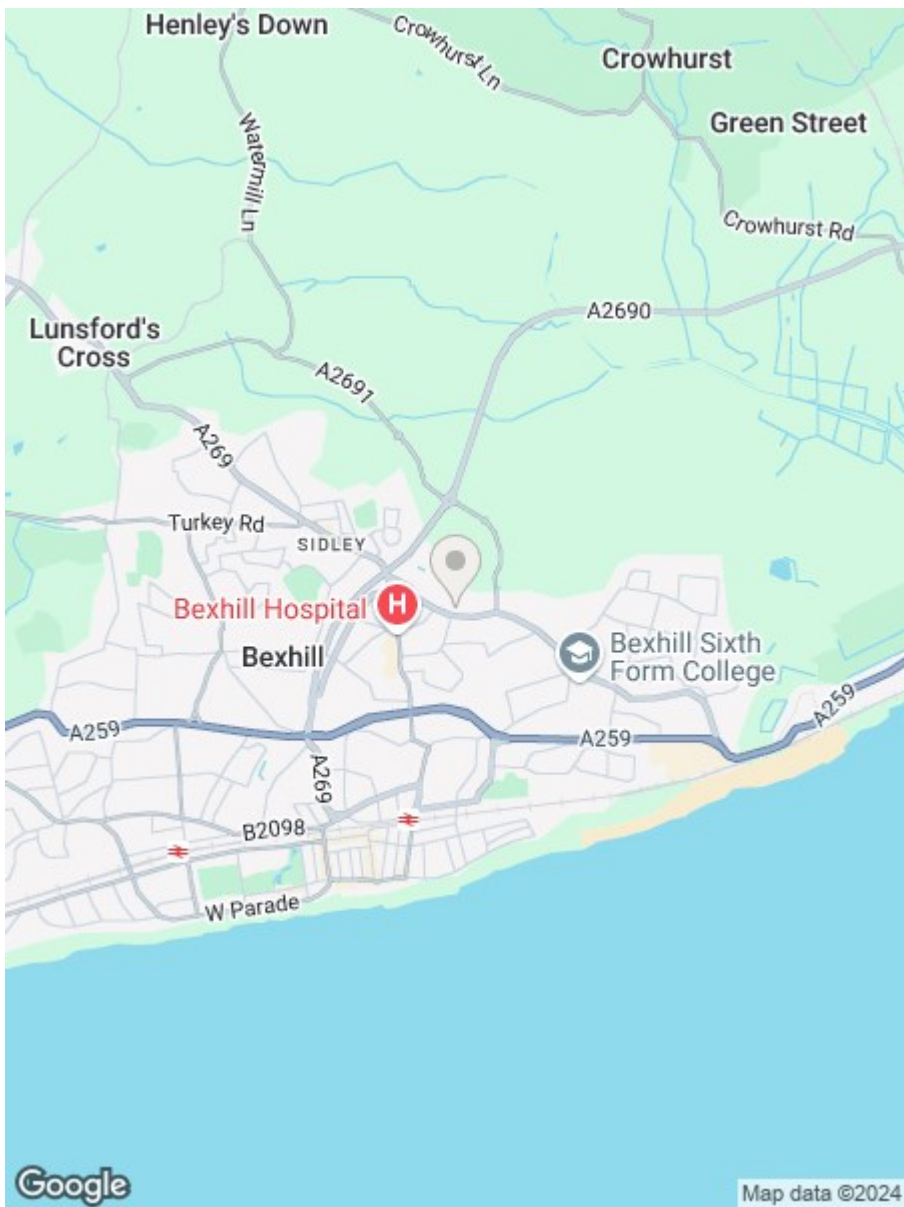 Henley's Down
Crowhurst Ln
Crowhurst
Green Street
Watermill Ln
Crowhurst Rd
A2690
Lunsford's
Cross
A2691
A269
Turkey Rd
SIDLEY
Bexhill Hospital
H
Bexhill
Bexhill Sixth
Form College
A259
A259
A259
A269
B2098
W Parade
Google
Map data ©2024